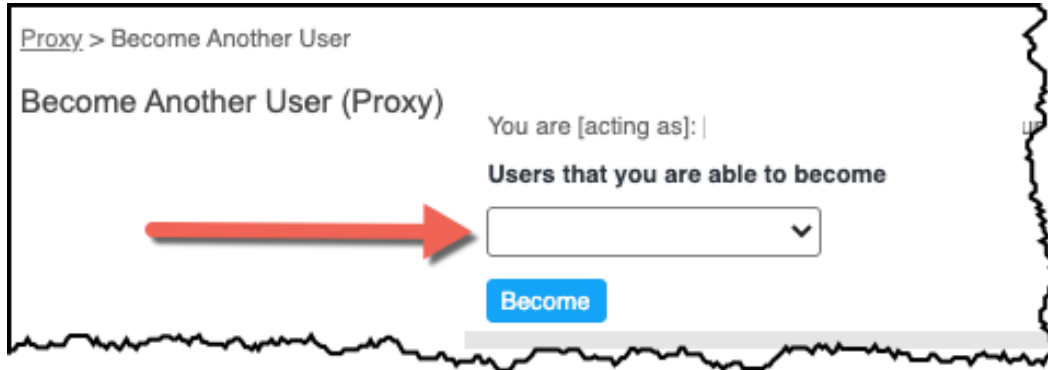 Proxy > Become Another User
Become Another User (Proxy)
You are [acting as]:
Users that you are able to become
Become